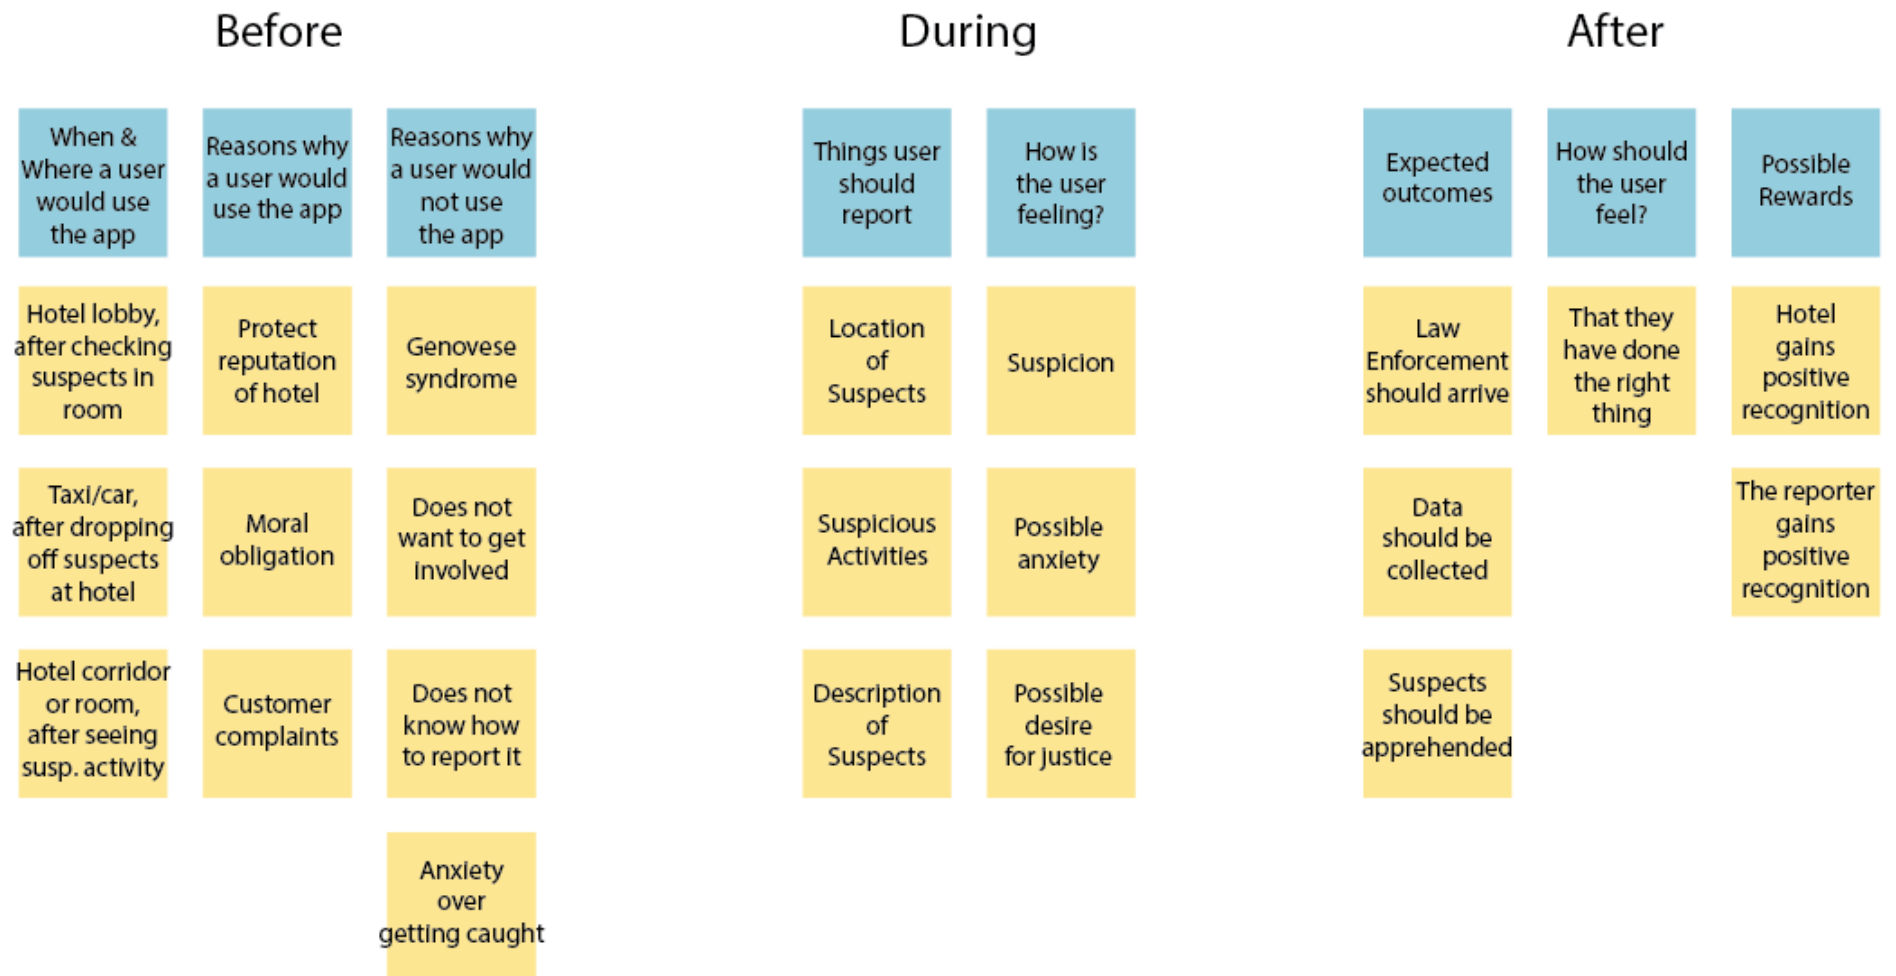 Before
When &
Where a user
would use
the app
Reasons why
a user would
use the app
Reasons why
a user would
not use
the app
Hotel lobby,
after checking
suspects in
room
Protect
reputation
of hotel
Genovese
syndrome
Taxi/car,
after dropping
off suspects
at hotel
Moral
obligation
Does not
want to get
involved
Hotel corridor
or room,
after seeing
susp. activity
Customer
complaints
Does not
know how
to report it
Anxiety
over
getting caught
During
Things user
should
report
How is
the user
feeling?
Location
of
Suspects
Suspicion
Suspicious
Activities
Possible
anxiety
Description
of
Suspects
Possible
desire
for justice
After
Expected
outcomes
How should
the user
feel?
Possible
Rewards
Law
Enforcement
should arrive
That they
have done
the right
thing
Hotel
gains
positive
recognition
Data
should be
collected
The reporter
gains
positive
recognition
Suspects
should be
apprehended